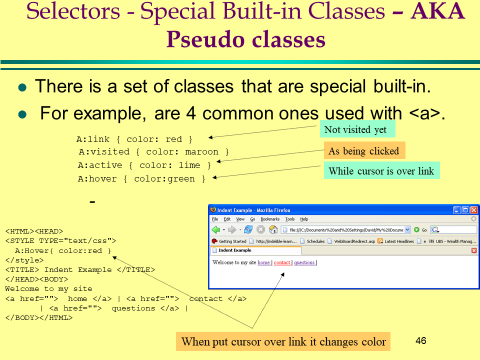 Selectors - Special Built-in Classes – AKA
Pseudo classes
There is a set of classes that are special built-in.
For example, are 4 common ones used with <a>.
Not visited yet
A:link { color: red }
A:visited { color: maroon }
As being clicked
A:active { color: lime }
While cursor is over link
A:hover { color:green }
-
Indent Example - Mozilla Firefox
File Edit View Go Bookmarks Tools Help
Go
Getting Started
Schedules
Latest Headlines
Indent Example
Welcome to my site home | contact | questions |
<HTML><HEAD>
<STYLE TYPE="text/css">
A:Hover{ color:red }
</style>
<TITLE> Indent Example </TITLE>
</HEAD><BODY>
Welcome to my site
<a href=""> home </a> | <a href=""> contact </a>
| <a href=""> questions </a> |
</BODY></HTML>
When put cursor over link it changes color
46